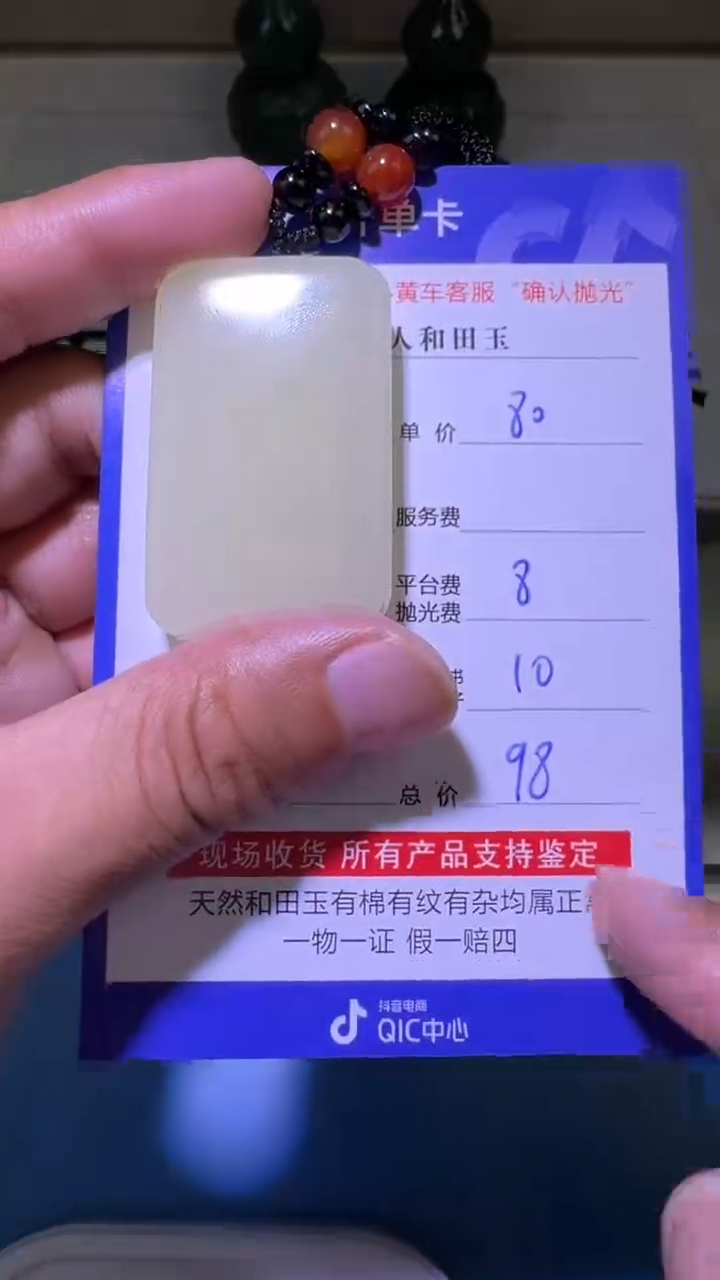 单卡
黄车客服 “确认抛光”
人和田玉
单价 80
服务费
平台费 8
抛光费
10
总价 98
现场收货 所有产品支持鉴定
天然和田玉有棉有纹有杂均属正
一物一证 假一赔四
抖音电商
QIC中心